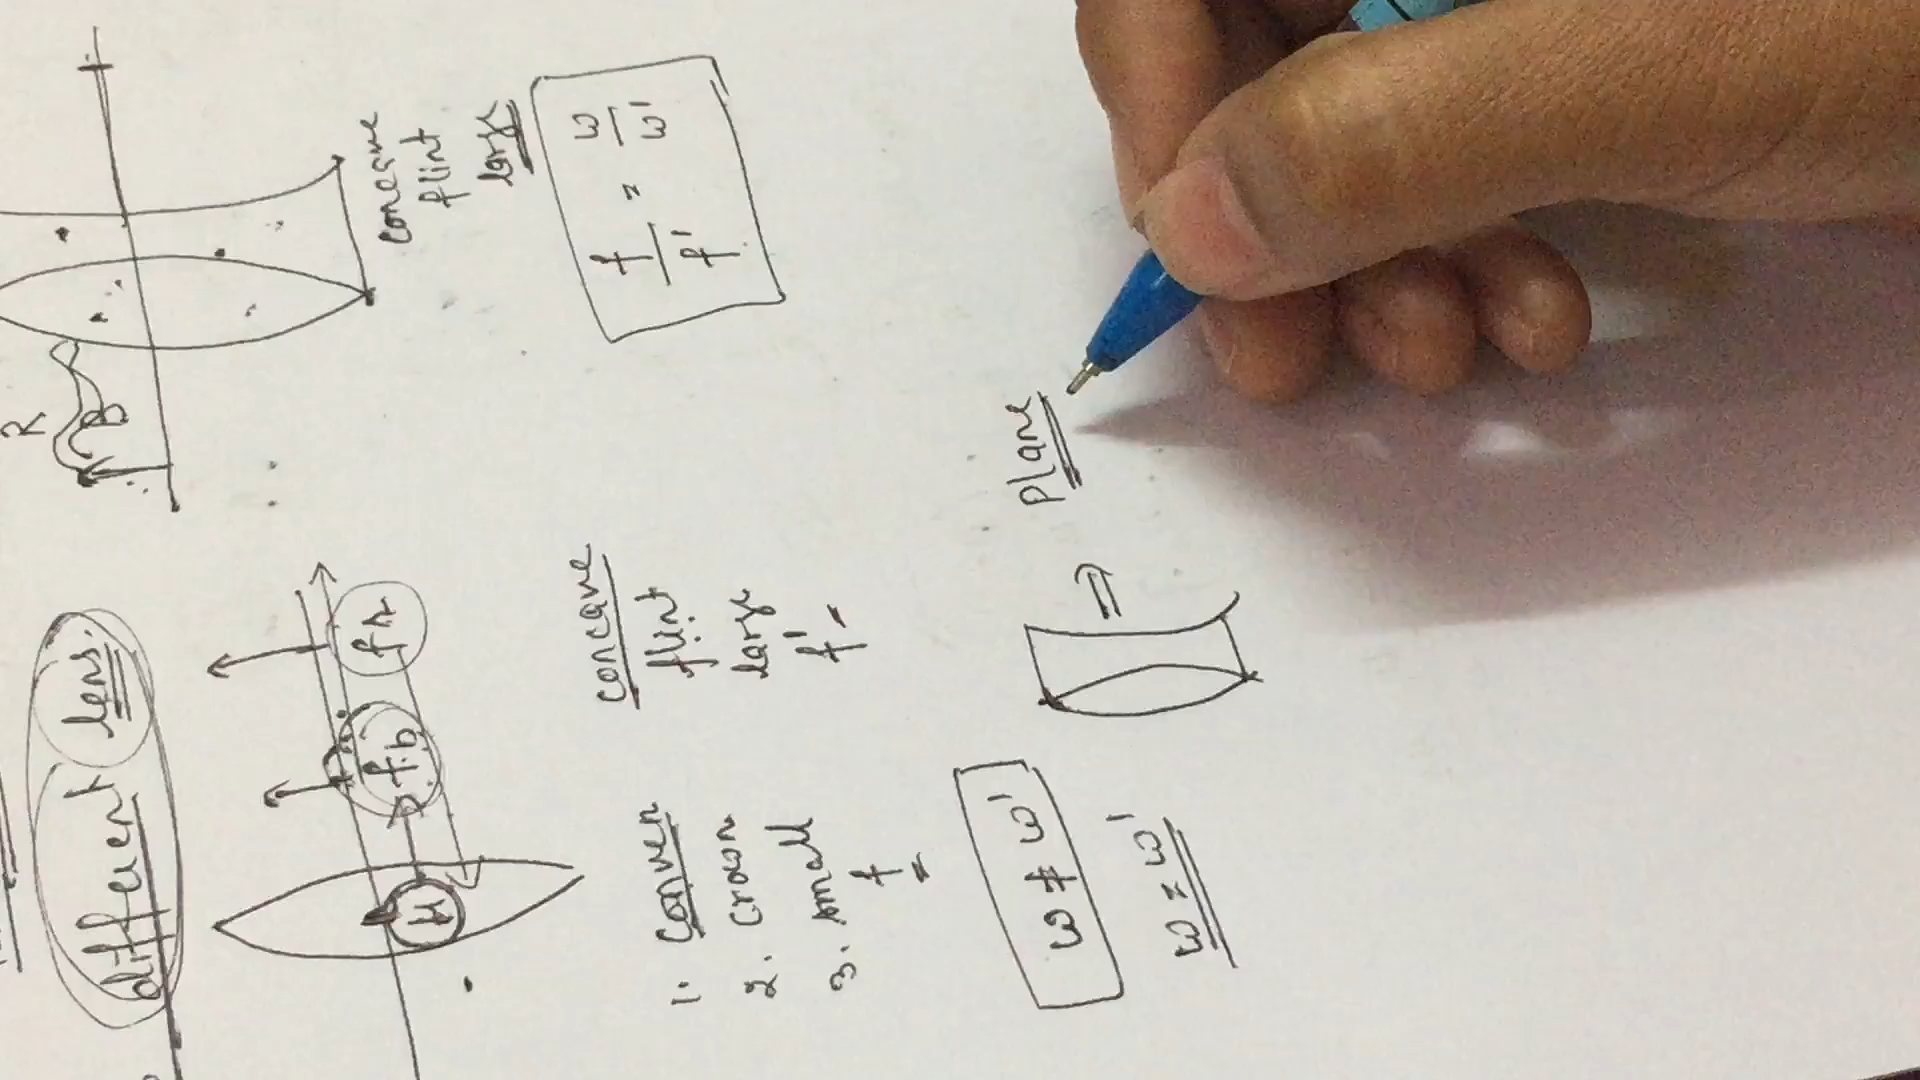 different lens.
R
B
concave
flint
large
f/f' = ω/ω'
μ
f.b
fr
1. Convex
2. crown
3. small
f
concave
flint
large
f'
ω ≠ ω'
ω = ω'
⇒ plane